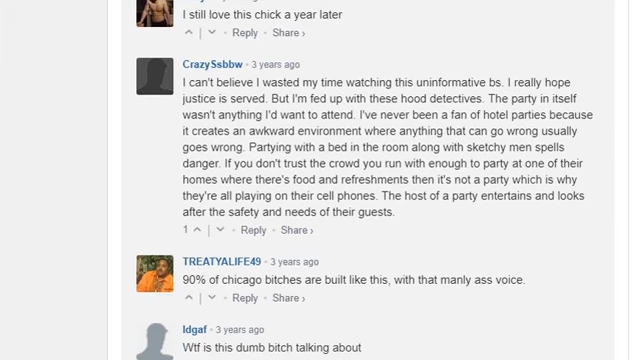 I still love this chick a year later
Reply Share ›
CrazySsbbw • 3 years ago
I can't believe I wasted my time watching this uninformative bs. I really hope
justice is served. But I'm fed up with these hood detectives. The party in itself
wasn't anything I'd want to attend. I've never been a fan of hotel parties because
it creates an awkward environment where anything that can go wrong usually
goes wrong. Partying with a bed in the room along with sketchy men spells
danger. If you don't trust the crowd you run with enough to party at one of their
homes where there's food and refreshments then it's not a party which is why
they're all playing on their cell phones. The host of a party entertains and looks
after the safety and needs of their guests.
1 • Reply • Share ›
TREATYALIFE49 • 3 years ago
90% of chicago bitches are built like this, with that manly ass voice.
• Reply • Share ›
Idgaf • 3 years ago
Wtf is this dumb bitch talking about